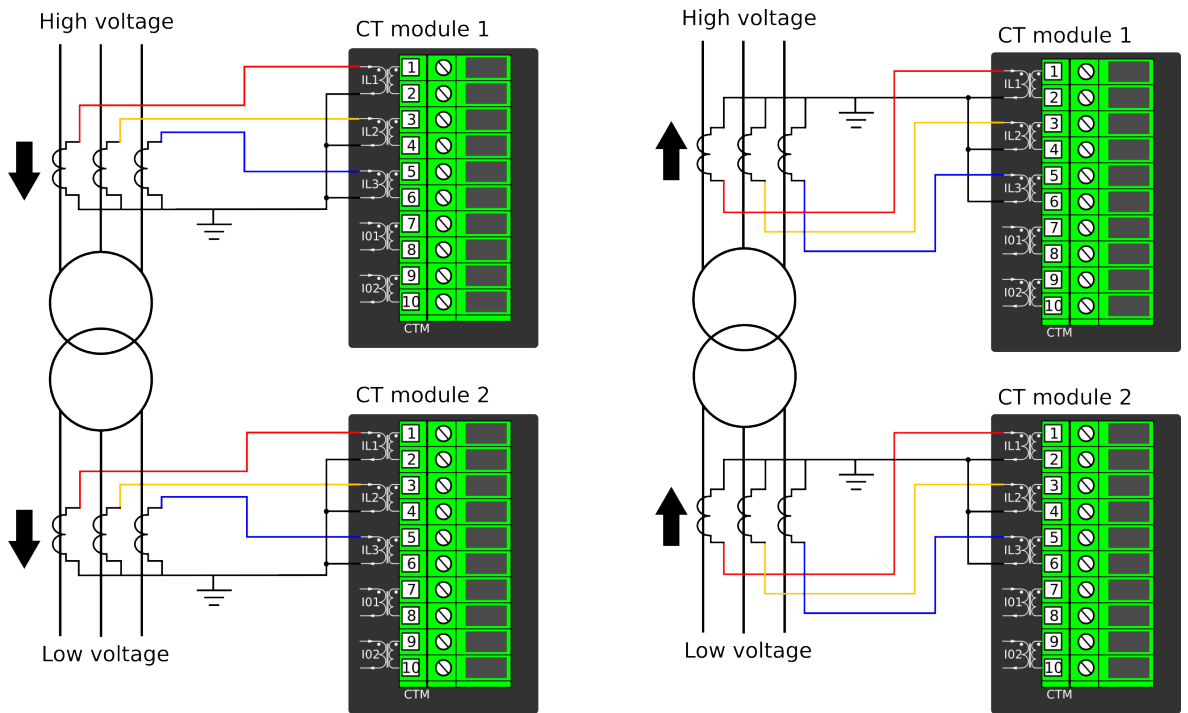 High voltage
CT module 1
IL1
1
2
IL2
3
4
IL3
5
6
I01
7
8
I02
9
10
CTM
CT module 2
IL1
1
2
IL2
3
4
IL3
5
6
I01
7
8
I02
9
10
CTM
Low voltage
High voltage
CT module 1
IL1
1
2
IL2
3
4
IL3
5
6
I01
7
8
I02
9
10
CTM
CT module 2
IL1
1
2
IL2
3
4
IL3
5
6
I01
7
8
I02
9
10
CTM
Low voltage